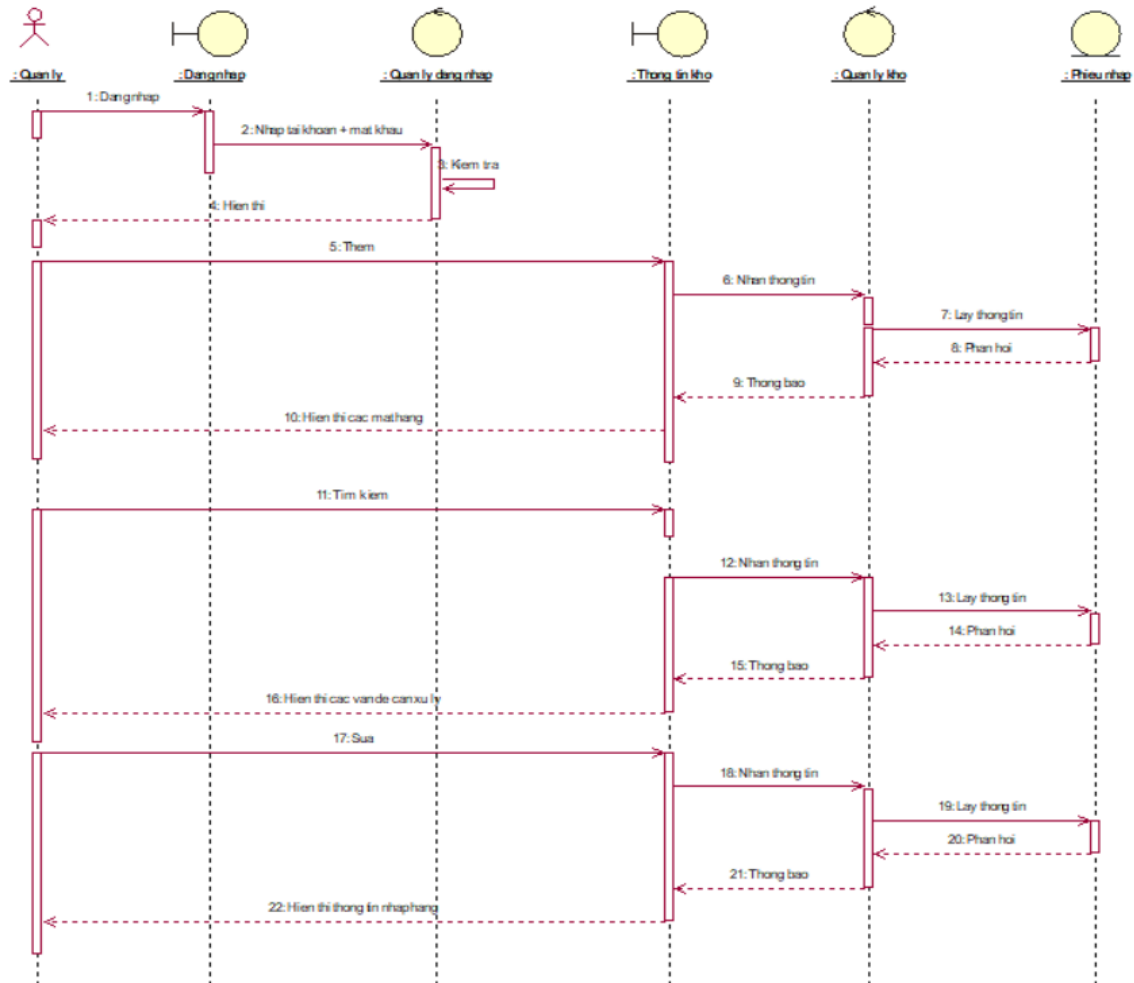 : Quan ly
: Dang nhap
: Quan ly dang nhap
: Thong tin kho
: Quan ly kho
: Phieu nhap
1: Dang nhap
2: Nhap tai khoan + mat khau
3: Kiem tra
4: Hien thi
5: Them
6: Nhan thong tin
7: Lay thong tin
8: Phan hoi
9: Thong bao
10: Hien thi cac mat hang
11: Tim kiem
12: Nhan thong tin
13: Lay thong tin
14: Phan hoi
15: Thong bao
16: Hien thi cac van de can xu ly
17: Sua
18: Nhan thong tin
19: Lay thong tin
20: Phan hoi
21: Thong bao
22: Hien thi thong tin nhap hang